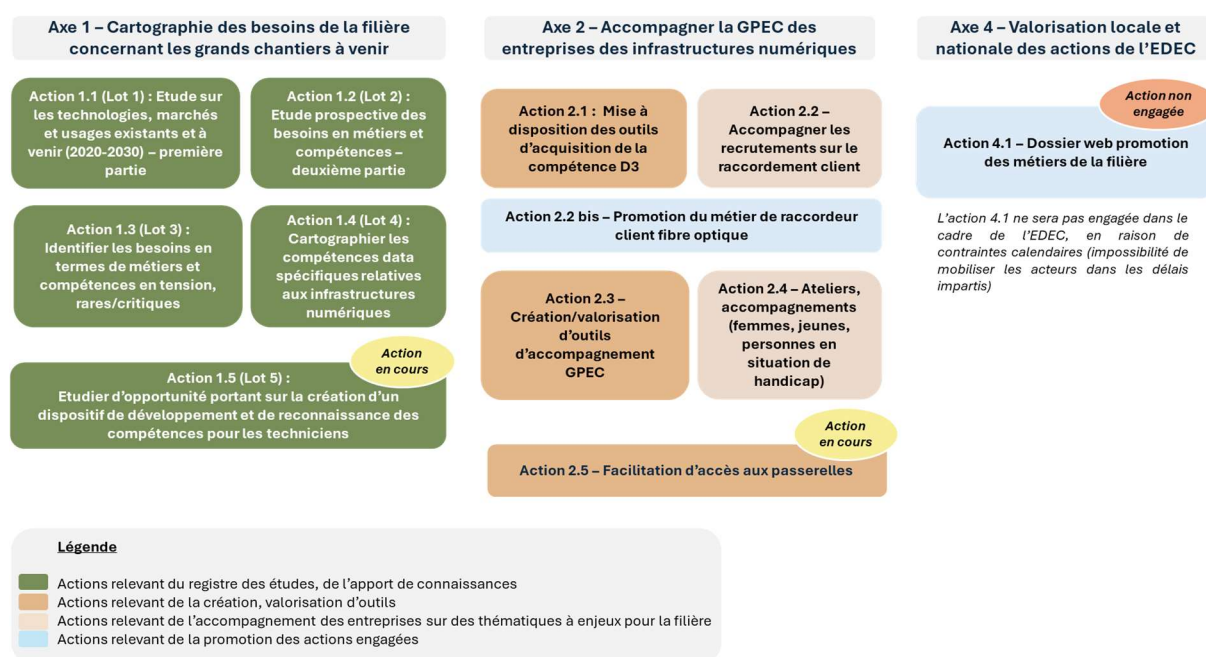 Axe 1 – Cartographie des besoins de la filière
concernant les grands chantiers à venir
Action 1.1 (Lot 1) : Etude sur
les technologies, marchés
et usages existants et à
venir (2020-2030) – première
partie
Action 1.2 (Lot 2) :
Etude prospective des
besoins en métiers et
compétences –
deuxième partie
Action 1.3 (Lot 3) :
Identifier les besoins en
termes de métiers et
compétences en tension,
rares/critiques
Action 1.4 (Lot 4) :
Cartographier les
compétences data
spécifiques relatives
aux infrastructures
numériques
Action
en cours
Action 1.5 (Lot 5) :
Etudier d’opportunité portant sur la création d’un
dispositif de développement et de reconnaissance des
compétences pour les techniciens
Axe 2 – Accompagner la GPEC des
entreprises des infrastructures numériques
Action 2.1 : Mise à
disposition des outils
d’acquisition de la
compétence D3
Action 2.2 –
Accompagner les
recrutements sur le
raccordement client
Action 2.2 bis – Promotion du métier de raccordeur
client fibre optique
Action 2.3 –
Création/valorisation
d’outils
d’accompagnement
GPEC
Action 2.4 – Ateliers,
accompagnements
(femmes, jeunes,
personnes en
situation de
handicap)
Action
en cours
Action 2.5 – Facilitation d’accès aux passerelles
Axe 4 – Valorisation locale et
nationale des actions de l’EDEC
Action non
engagée
Action 4.1 – Dossier web promotion
des métiers de la filière
L’action 4.1 ne sera pas engagée dans le
cadre de l’EDEC, en raison de
contraintes calendaires (impossibilité de
mobiliser les acteurs dans les délais
impartis)
Légende
Actions relevant du registre des études, de l’apport de connaissances
Actions relevant de la création, valorisation d’outils
Actions relevant de l’accompagnement des entreprises sur des thématiques à enjeux pour la filière
Actions relevant de la promotion des actions engagées